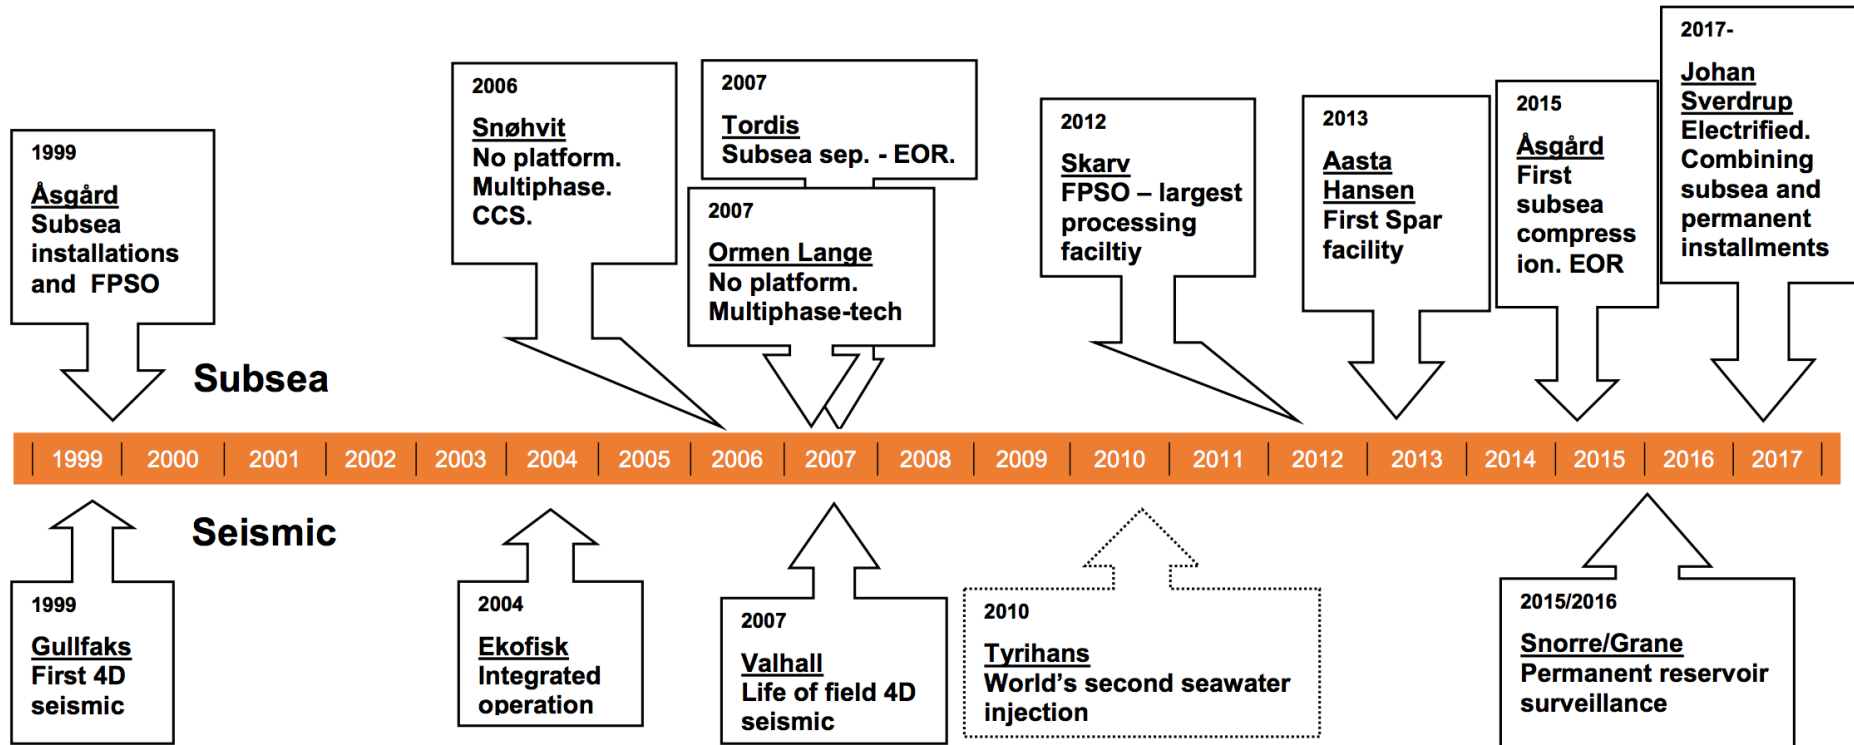 1999
Åsgård
Subsea
installations
and FPSO
2006
Snøhvit
No platform.
Multiphase.
CCS.
2007
Tordis
Subsea sep. - EOR.
2007
Ormen Lange
No platform.
Multiphase-tech
2012
Skarv
FPSO – largest
processing
faciltiy
2013
Aasta
Hansen
First Spar
facility
2015
Åsgård
First
subsea
compress
ion. EOR
2017-
Johan
Sverdrup
Electrified.
Combining
subsea and
permanent
installments
Subsea
1999 2000 2001 2002 2003 2004 2005 2006 2007 2008 2009 2010 2011 2012 2013 2014 2015 2016 2017
Seismic
1999
Gullfaks
First 4D
seismic
2004
Ekofisk
Integrated
operation
2007
Valhall
Life of field 4D
seismic
2010
Tyrihans
World’s second seawater
injection
2015/2016
Snorre/Grane
Permanent reservoir
surveillance